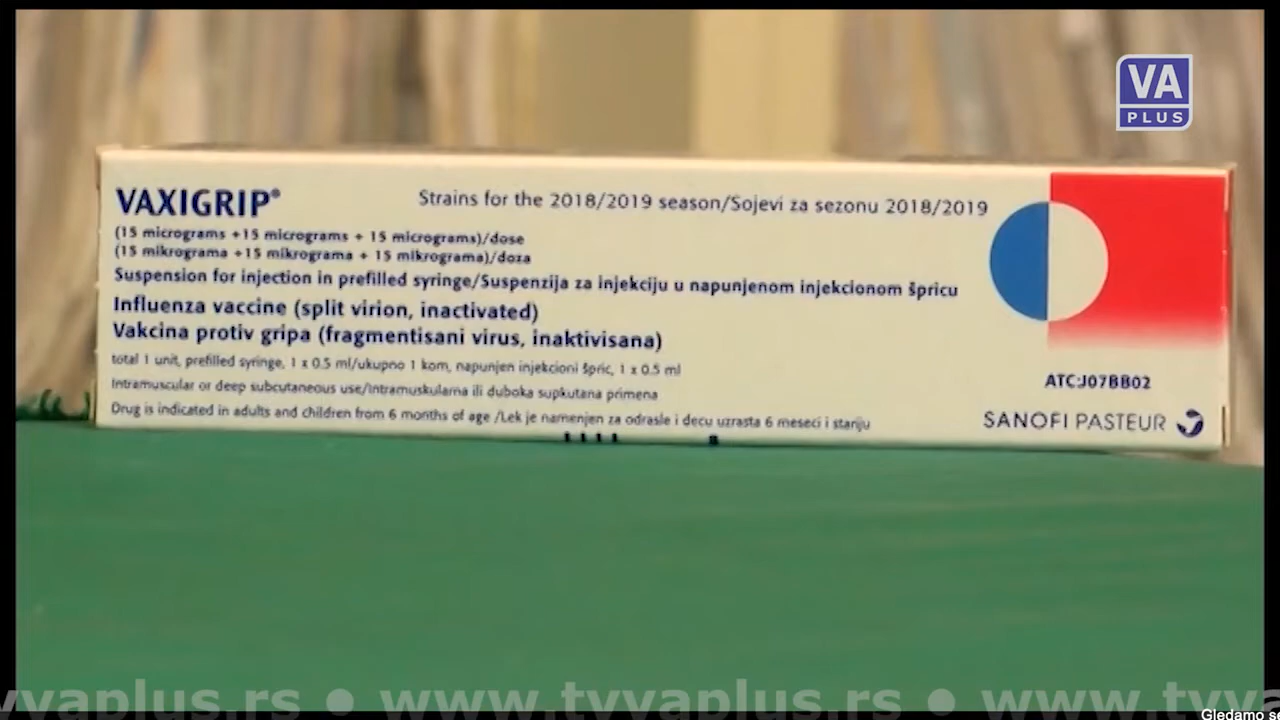 VA
PLUS
VAXIGRIP®
Strains for the 2018/2019 season/Sojevi za sezonu 2018/2019
(15 micrograms +15 micrograms + 15 micrograms)/dose
(15 mikrograma +15 mikrograma + 15 mikrograma)/doza
Suspension for injection in prefilled syringe/Suspenzija za injekciju u napunjenom injekcionom špricu
Influenza vaccine (split virion, inactivated)
Vakcina protiv gripa (fragmentisani virus, inaktivisana)
total 1 unit, prefilled syringe, 1 x 0.5 ml/ukupno 1 kom, napunjen injekcioni špric, 1 x 0.5 ml
Intramuscular or deep subcutaneous use/Intramuskularna ili duboka supkutana primena
Drug is indicated in adults and children from 6 months of age /Lek je namenjen za odrasle i decu uzrasta 6 meseci i stariju
ATC:J07BB02
SANOFI PASTEUR
vvaplus.rs ● www.tvvaplus.rs ● www.tvva
Gledamo